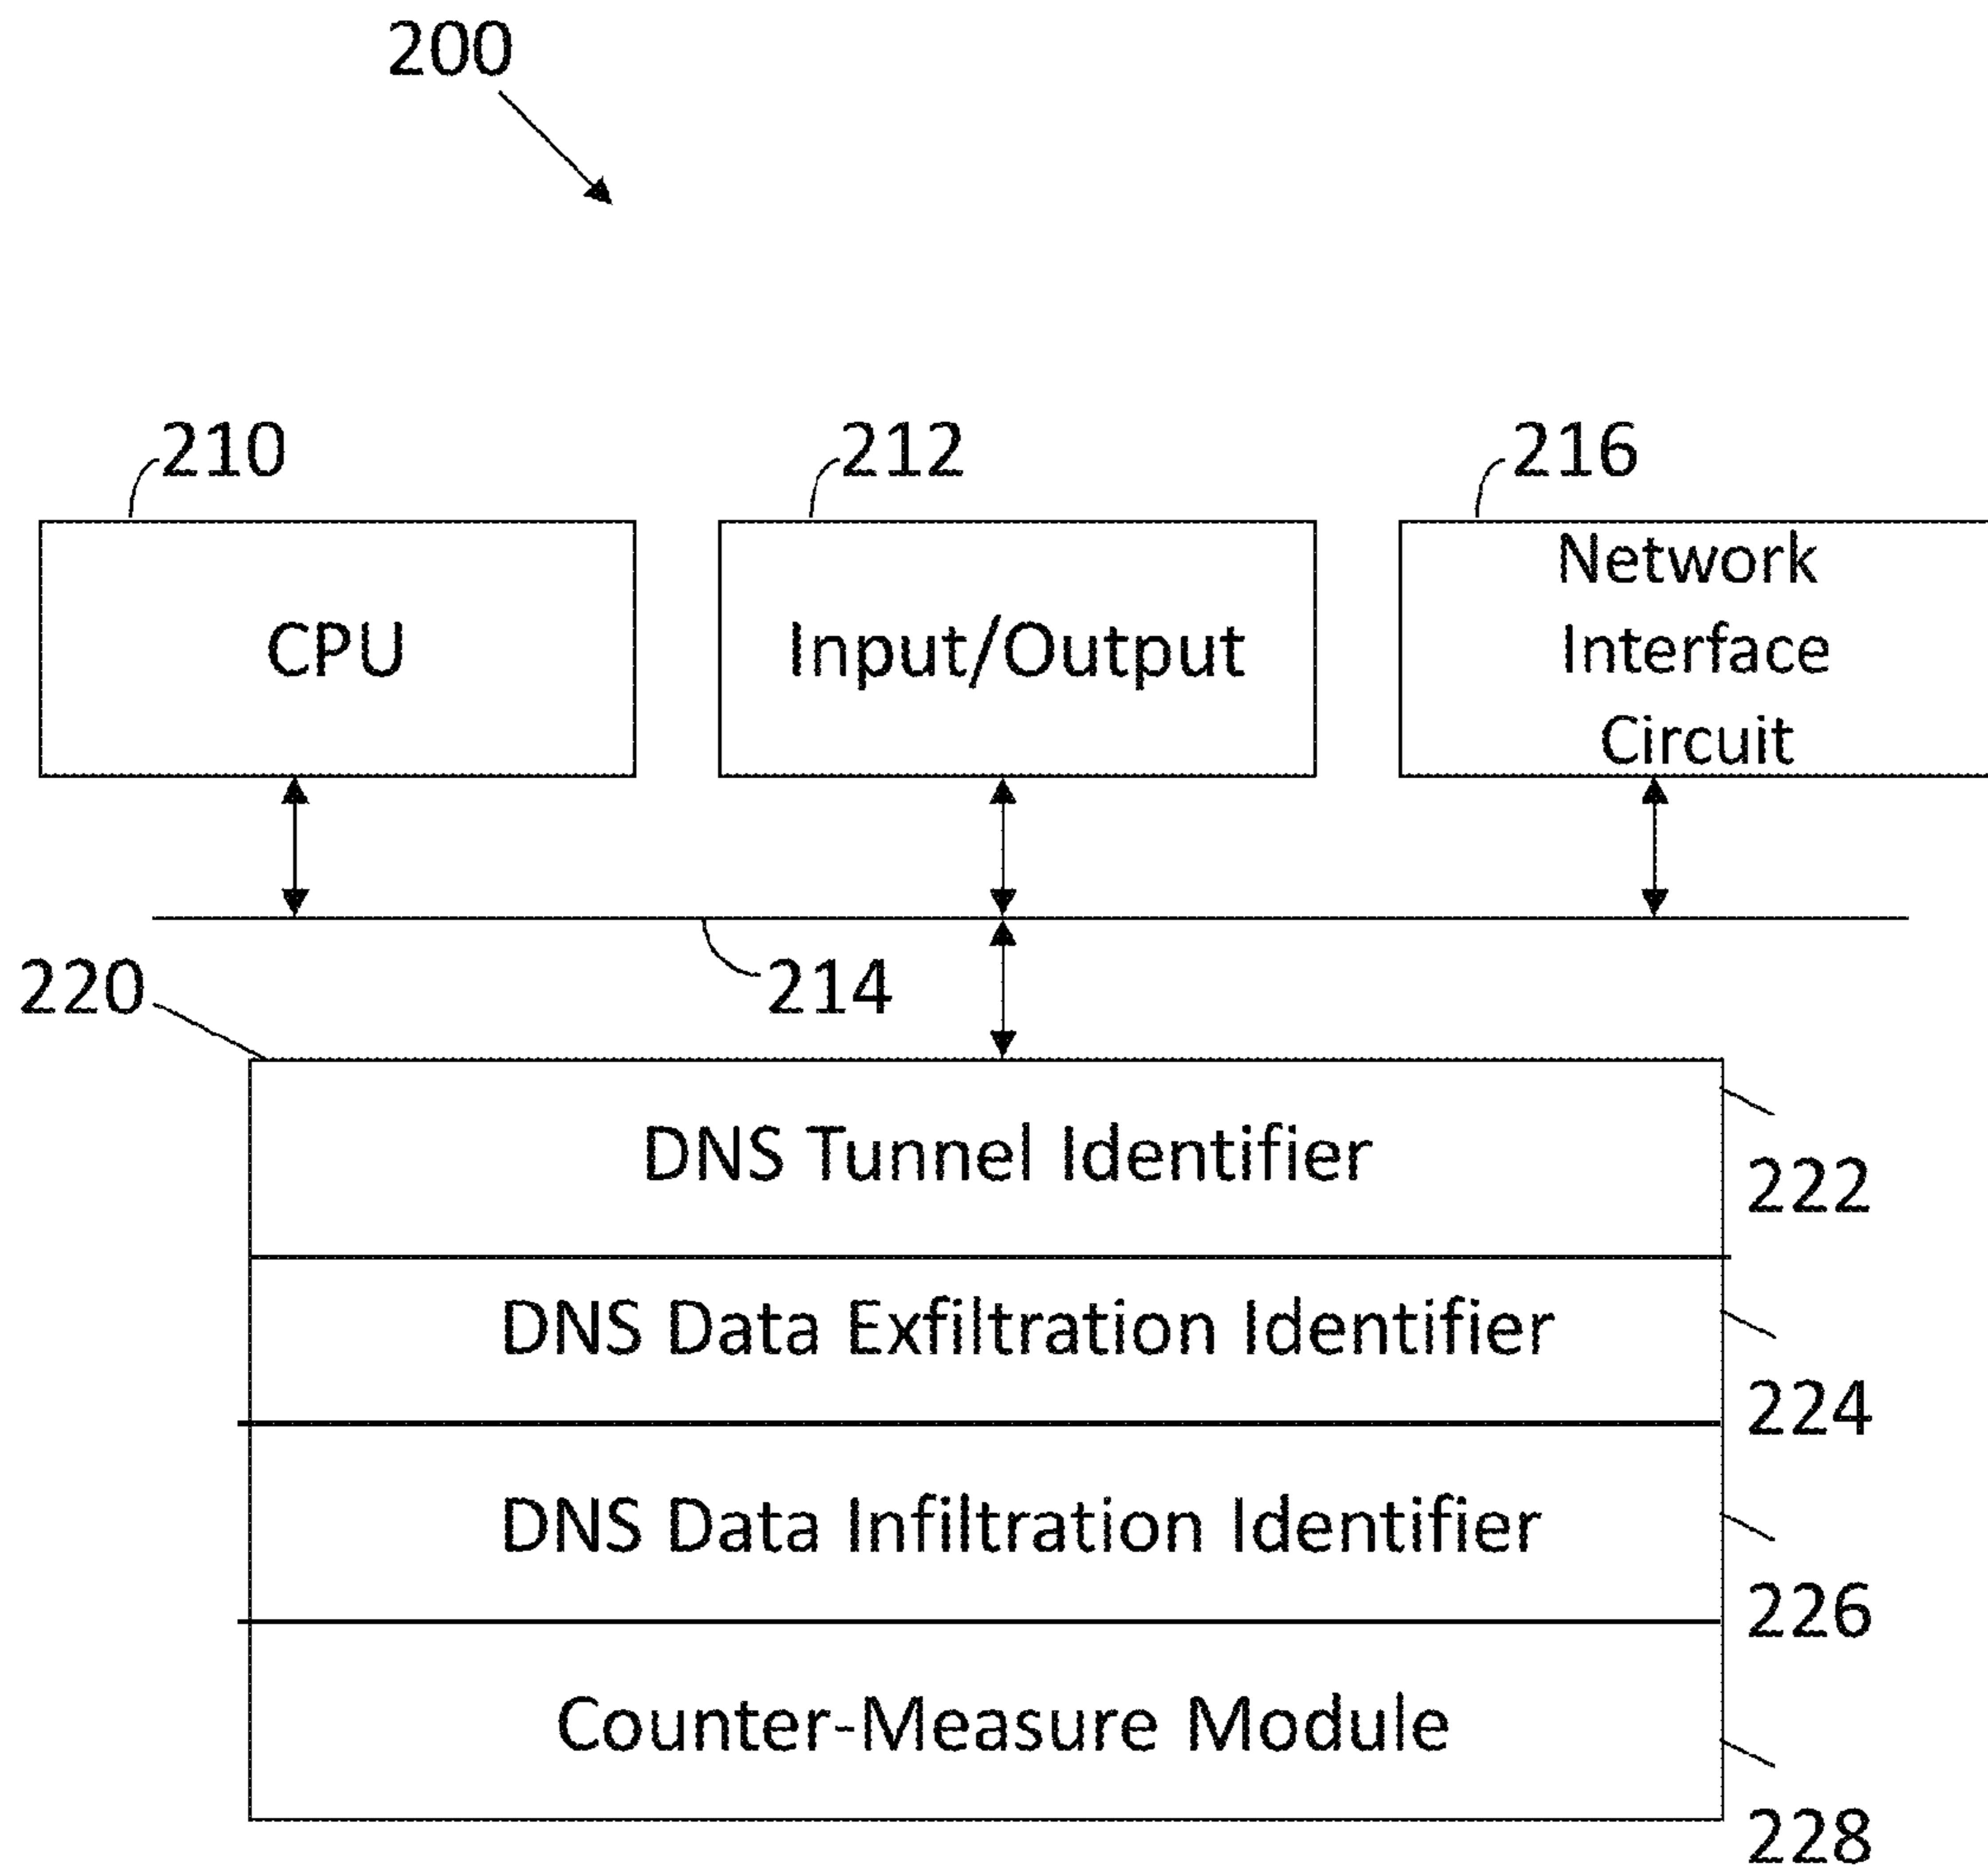 200
210
212
216
CPU
Input/Output
Network
Interface
Circuit
214
220
DNS Tunnel Identifier
222
DNS Data Exfiltration Identifier
224
DNS Data Infiltration Identifier
226
Counter-Measure Module
228